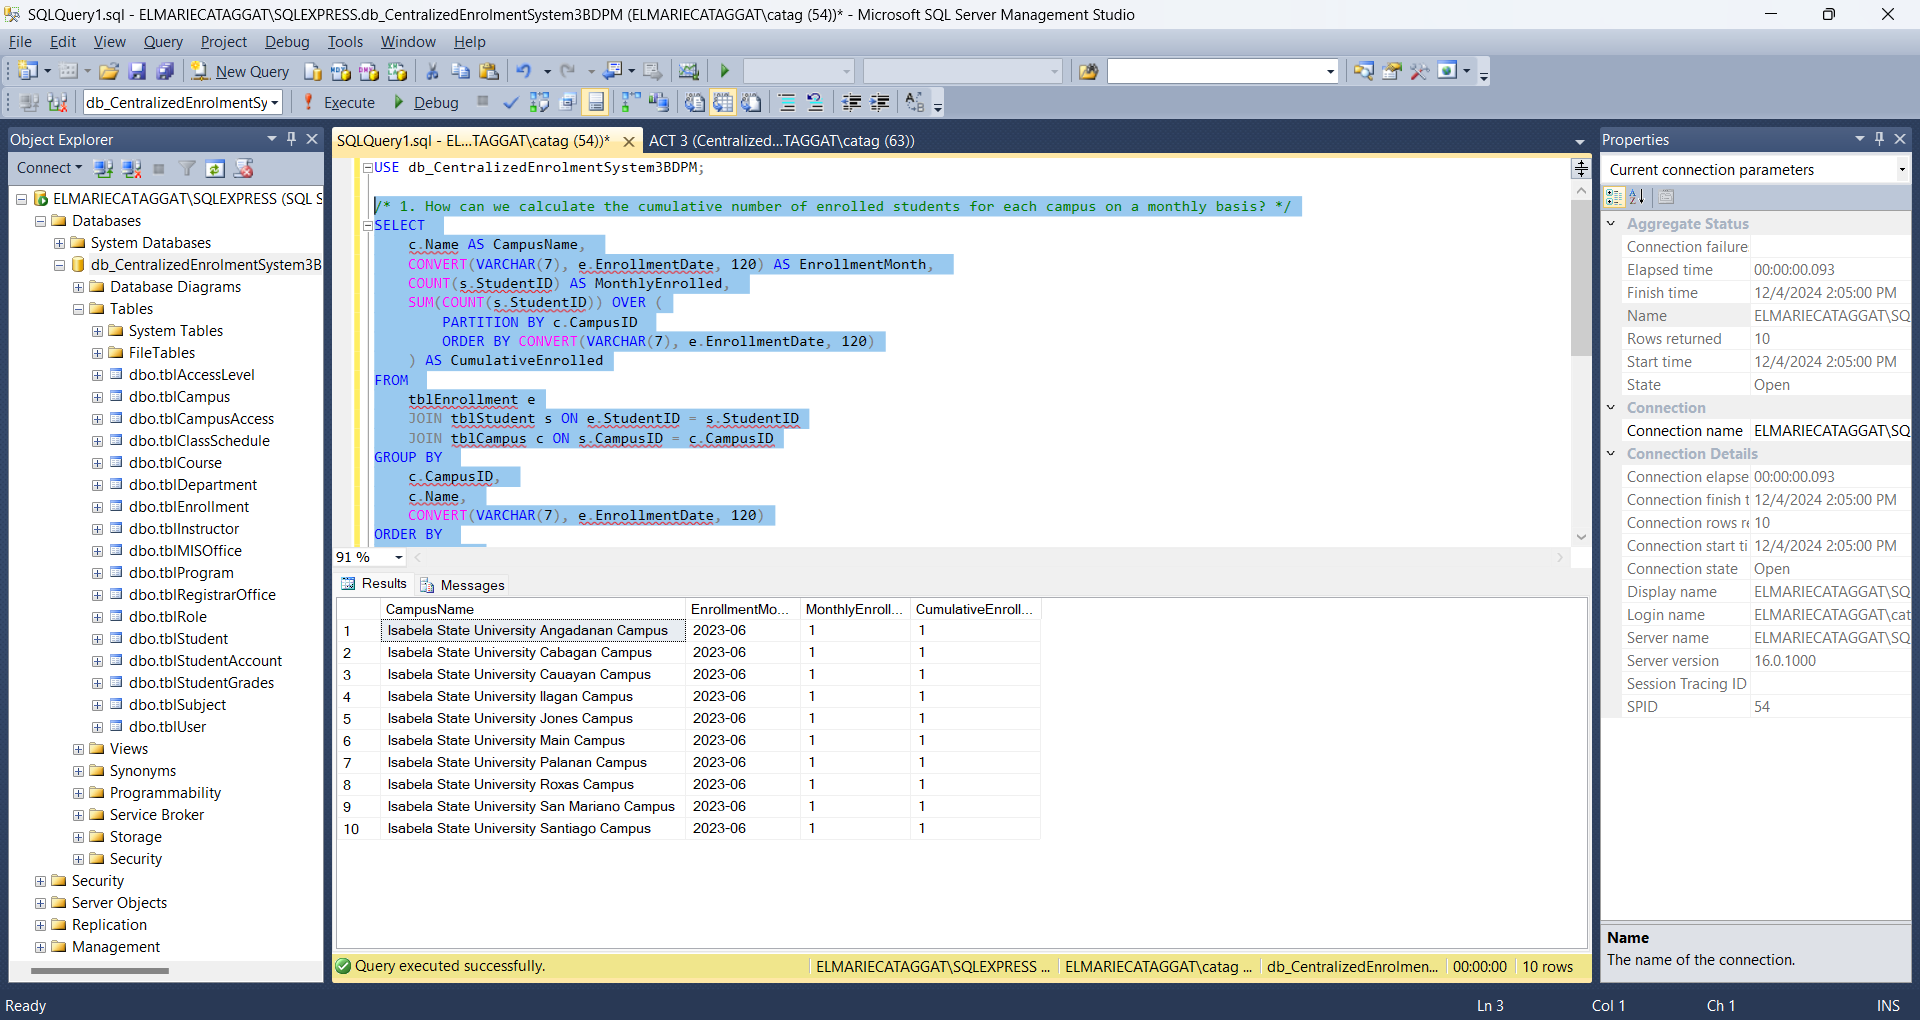 SQLQuery1.sql - ELMARIECATAGGAT\SQLEXPRESS.db_CentralizedEnrolmentSystem3BDPM (ELMARIECATAGGAT\catag (54))* - Microsoft SQL Server Management Studio
File Edit View Query Project Debug Tools Window Help
New Query
db_CentralizedEnrolmentSy Execute Debug
Object Explorer
Connect
ELMARIECATAGGAT\SQLEXPRESS (SQL S
Databases
System Databases
db_CentralizedEnrolmentSystem3B
Database Diagrams
Tables
System Tables
FileTables
dbo.tblAccessLevel
dbo.tblCampus
dbo.tblCampusAccess
dbo.tblClassSchedule
dbo.tblCourse
dbo.tblDepartment
dbo.tblEnrollment
dbo.tblInstructor
dbo.tblMISOffice
dbo.tblProgram
dbo.tblRegistrarOffice
dbo.tblRole
dbo.tblStudent
dbo.tblStudentAccount
dbo.tblStudentGrades
dbo.tblSubject
dbo.tblUser
Views
Synonyms
Programmability
Service Broker
Storage
Security
Security
Server Objects
Replication
Management
SQLQuery1.sql - EL...TAGGAT\catag (54))* ACT 3 (Centralized...TAGGAT\catag (63))
USE db_CentralizedEnrolmentSystem3BDPM;
/* 1. How can we calculate the cumulative number of enrolled students for each campus on a monthly basis? */
SELECT
c.Name AS CampusName,
CONVERT(VARCHAR(7), e.EnrollmentDate, 120) AS EnrollmentMonth,
COUNT(s.StudentID) AS MonthlyEnrolled,
SUM(COUNT(s.StudentID)) OVER (
PARTITION BY c.CampusID
ORDER BY CONVERT(VARCHAR(7), e.EnrollmentDate, 120)
) AS CumulativeEnrolled
FROM
tblEnrollment e
JOIN tblStudent s ON e.StudentID = s.StudentID
JOIN tblCampus c ON s.CampusID = c.CampusID
GROUP BY
c.CampusID,
c.Name,
CONVERT(VARCHAR(7), e.EnrollmentDate, 120)
ORDER BY
91 %
Results Messages
CampusName EnrollmentMo... MonthlyEnroll... CumulativeEnroll...
1 Isabela State University Angadanan Campus 2023-06 1 1
2 Isabela State University Cabagan Campus 2023-06 1 1
3 Isabela State University Cauayan Campus 2023-06 1 1
4 Isabela State University Ilagan Campus 2023-06 1 1
5 Isabela State University Jones Campus 2023-06 1 1
6 Isabela State University Main Campus 2023-06 1 1
7 Isabela State University Palanan Campus 2023-06 1 1
8 Isabela State University Roxas Campus 2023-06 1 1
9 Isabela State University San Mariano Campus 2023-06 1 1
10 Isabela State University Santiago Campus 2023-06 1 1
Query executed successfully. ELMARIECATAGGAT\SQLEXPRESS ... ELMARIECATAGGAT\catag ... db_CentralizedEnrolmen... 00:00:00 10 rows
Properties
Current connection parameters
Aggregate Status
Connection failure
Elapsed time 00:00:00.093
Finish time 12/4/2024 2:05:00 PM
Name ELMARIECATAGGAT\SQ
Rows returned 10
Start time 12/4/2024 2:05:00 PM
State Open
Connection
Connection name ELMARIECATAGGAT\SQ
Connection Details
Connection elapse 00:00:00.093
Connection finish t 12/4/2024 2:05:00 PM
Connection rows re 10
Connection start ti 12/4/2024 2:05:00 PM
Connection state Open
Display name ELMARIECATAGGAT\SQ
Login name ELMARIECATAGGAT\cat
Server name ELMARIECATAGGAT\SQ
Server version 16.0.1000
Session Tracing ID
SPID 54
Name
The name of the connection.
Ready Ln 3 Col 1 Ch 1 INS